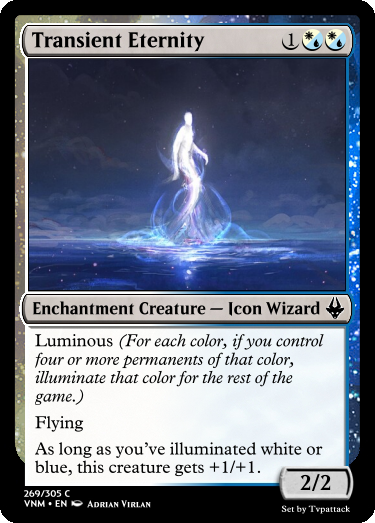 Transient Eternity 1
Enchantment Creature — Icon Wizard
Luminous (For each color, if you control
four or more permanents of that color,
illuminate that color for the rest of the
game.)
Flying
As long as you've illuminated white or
blue, this creature gets +1/+1.
2/2
269/305 C
VNM • EN Adrian Virlan
Set by Tvpattack